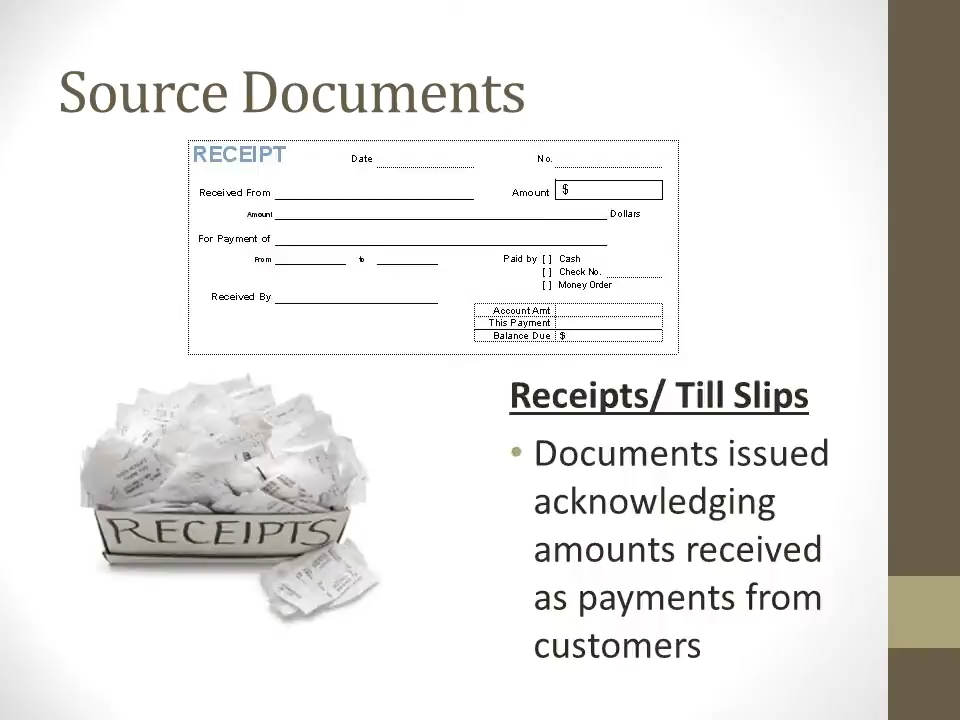 Source Documents
RECEIPT Date No.
Received From Amount $
Amount Dollars
For Payment of
From to Paid by [ ] Cash
[ ] Check No.
[ ] Money Order
Received By
Account Amt
This Payment
Balance Due $
Receipts/ Till Slips
RECEIPTS
• Documents issued
acknowledging
amounts received
as payments from
customers